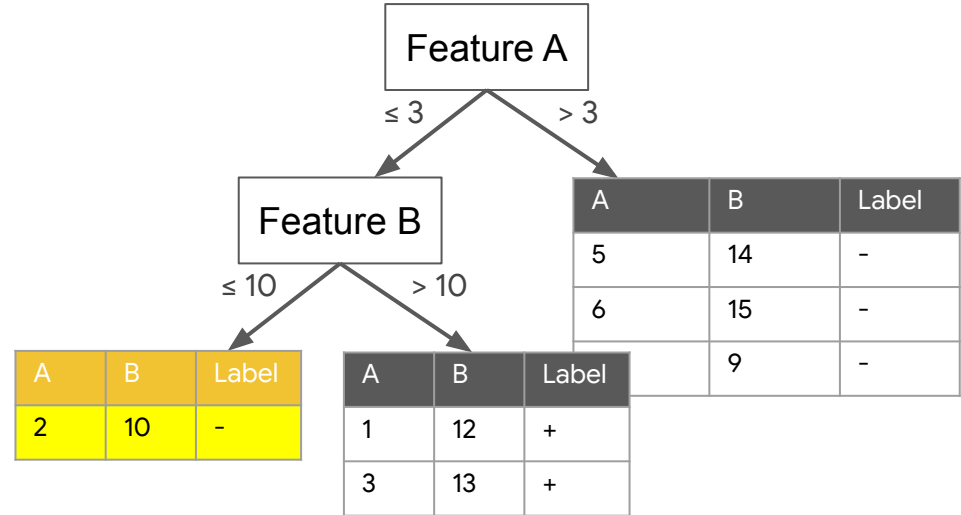 Feature A
≤ 3
> 3
Feature B
≤ 10
> 10
A B Label
5 14 -
6 15 -
9 -
A B Label
2 10 -
A B Label
1 12 +
3 13 +